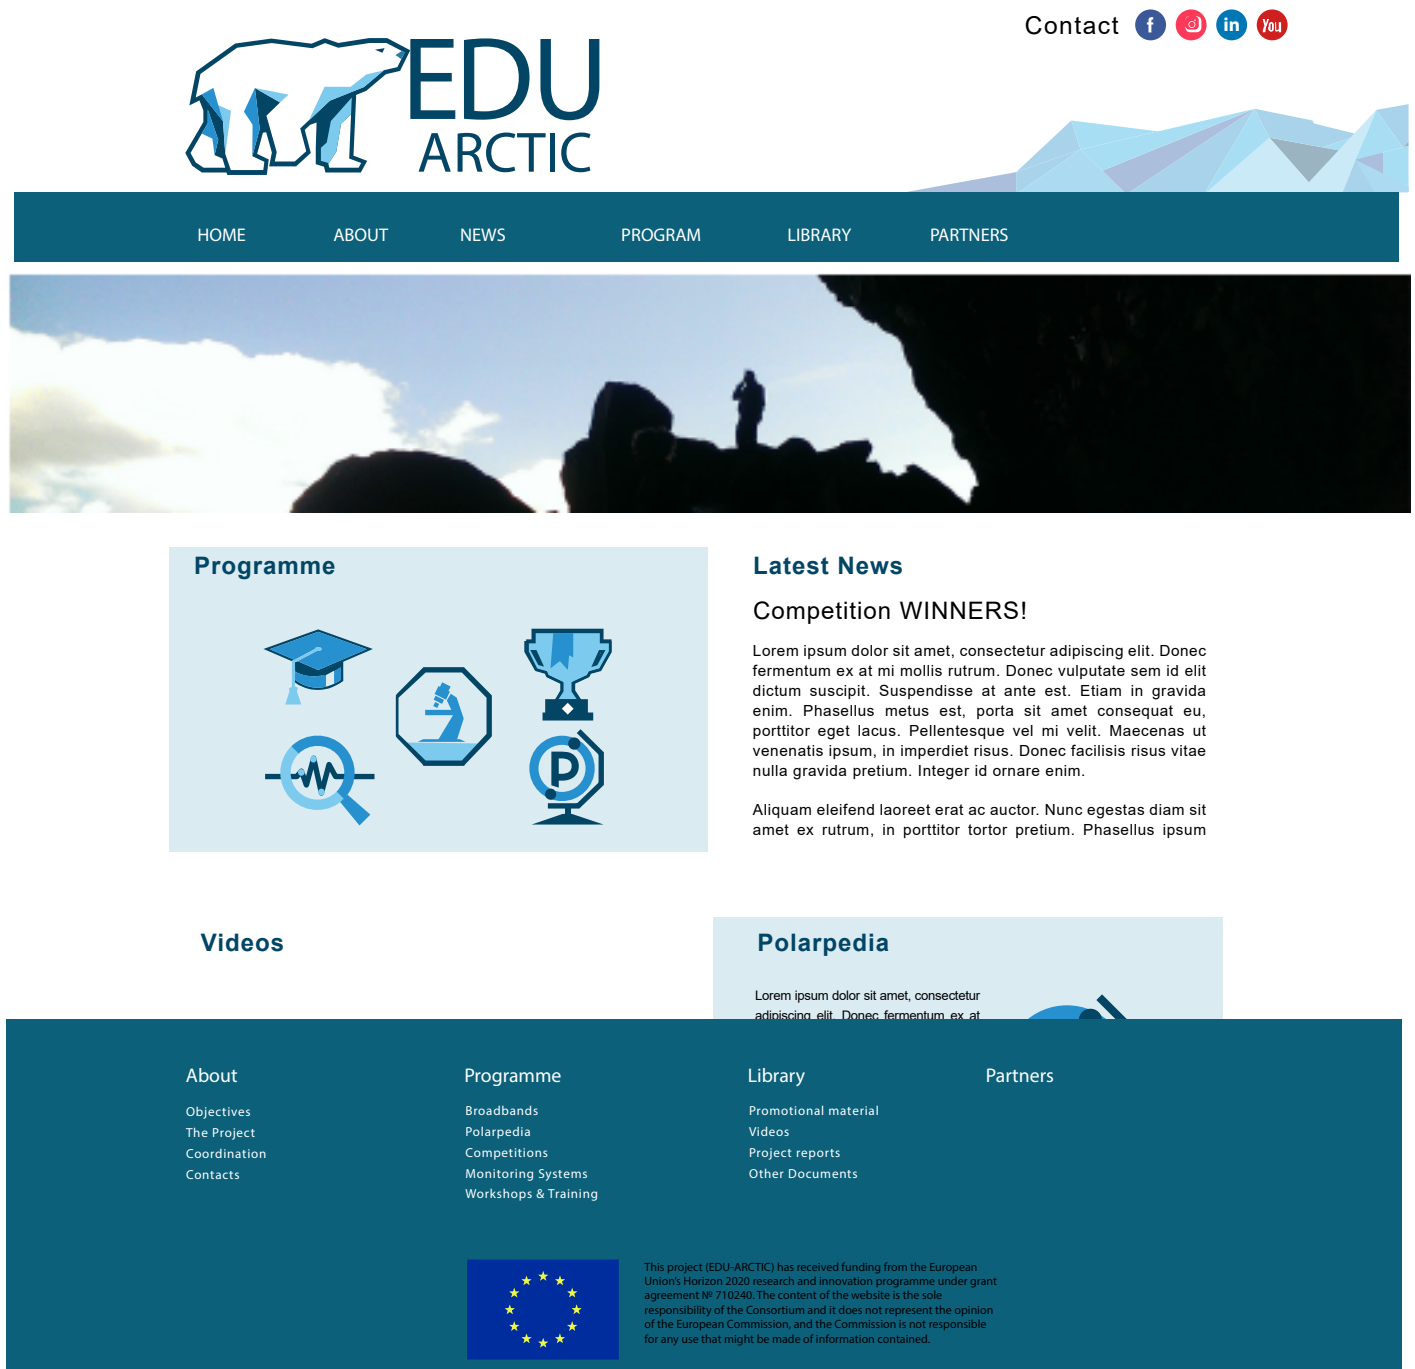 Contact
f
in
You
EDU
ARCTIC
HOME ABOUT NEWS PROGRAM LIBRARY PARTNERS
Programme
P
Latest News
Competition WINNERS!
Lorem ipsum dolor sit amet, consectetur adipiscing elit. Donec
fermentum ex at mi mollis rutrum. Donec vulputate sem id elit
dictum suscipit. Suspendisse at ante est. Etiam in gravida
enim. Phasellus metus est, porta sit amet consequat eu,
porttitor eget lacus. Pellentesque vel mi velit. Maecenas ut
venenatis ipsum, in imperdiet risus. Donec facilisis risus vitae
nulla gravida pretium. Integer id ornare enim.
Aliquam eleifend laoreet erat ac auctor. Nunc egestas diam sit
amet ex rutrum, in porttitor tortor pretium. Phasellus ipsum
Videos
Polarpedia
Lorem ipsum dolor sit amet, consectetur
adipiscing elit. Donec fermentum ex at
About
Objectives
The Project
Coordination
Contacts
Programme
Broadbands
Polarpedia
Competitions
Monitoring Systems
Workshops & Training
Library
Promotional material
Videos
Project reports
Other Documents
Partners
This project (EDU-ARCTIC) has received funding from the European
Union's Horizon 2020 research and innovation programme under grant
agreement Nº 710240. The content of the website is the sole
responsibility of the Consortium and it does not represent the opinion
of the European Commission, and the Commission is not responsible
for any use that might be made of information contained.